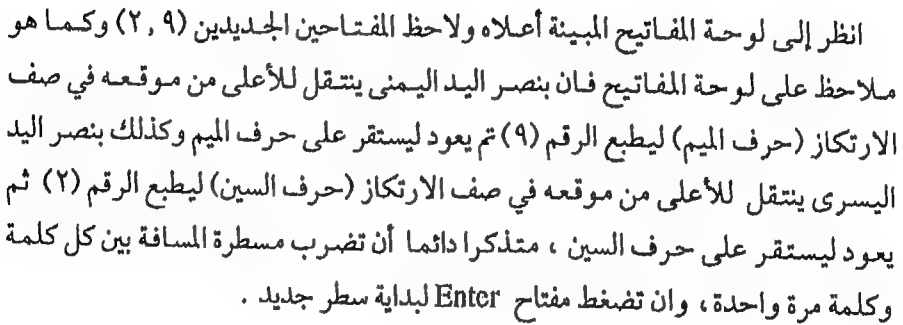 انظر إلى لوحة المفاتيح المبينة أعلاه ولاحظ المفتاحين الجديدين (٢,٩) وكما هو
ملاحظ على لوحة المفاتيح فان بنصر اليد اليمنى ينتقل للأعلى من موقعه في صف
الارتكاز (حرف الميم) ليطبع الرقم (٩) تم يعود ليستقر على حرف الميم وكذلك بنصر اليد
اليسرى ينتقل للأعلى من موقعه في صف الارتكاز (حرف السين) ليطبع الرقم (٢) ثم
يعود ليستقر على حرف السين ، متذكرا دائما أن تضرب مسطرة المسافة بين كل كلمة
وكلمة مرة واحدة، وان تضغط مفتاح Enter لبداية سطر جديد .